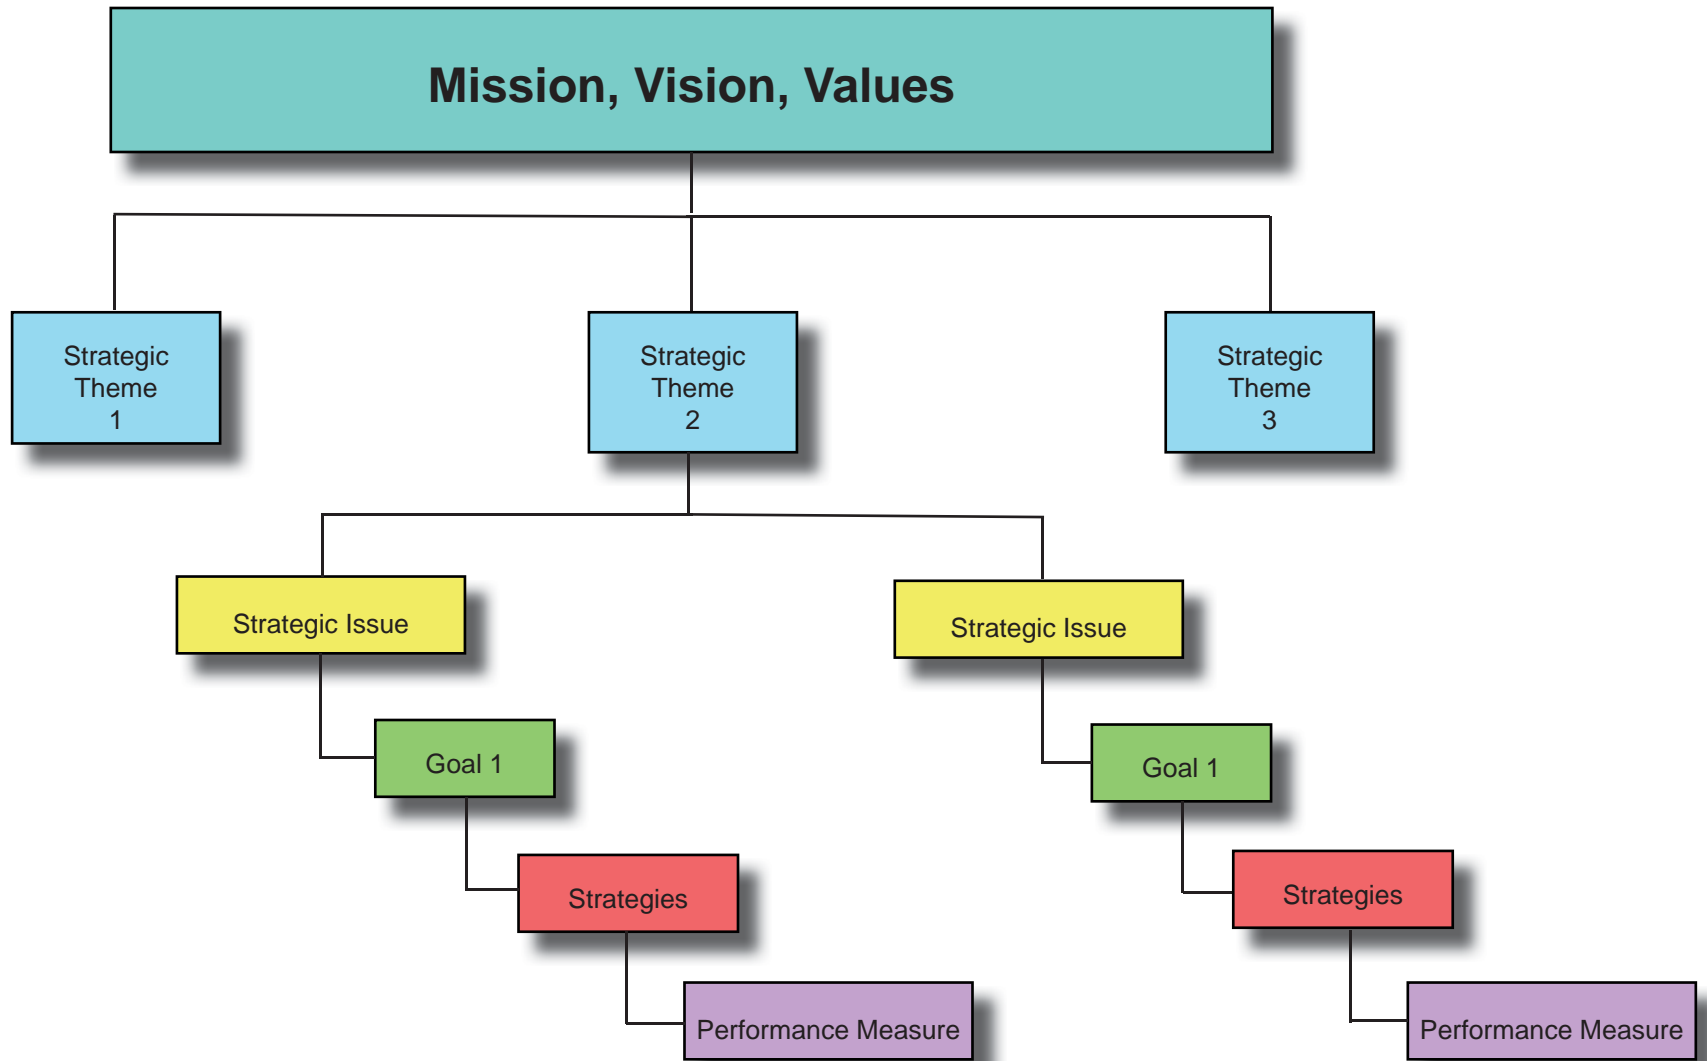 Mission, Vision, Values
Strategic
Theme
1
Strategic
Theme
2
Strategic
Theme
3
Strategic Issue
Strategic Issue
Goal 1
Goal 1
Strategies
Strategies
Performance Measure
Performance Measure